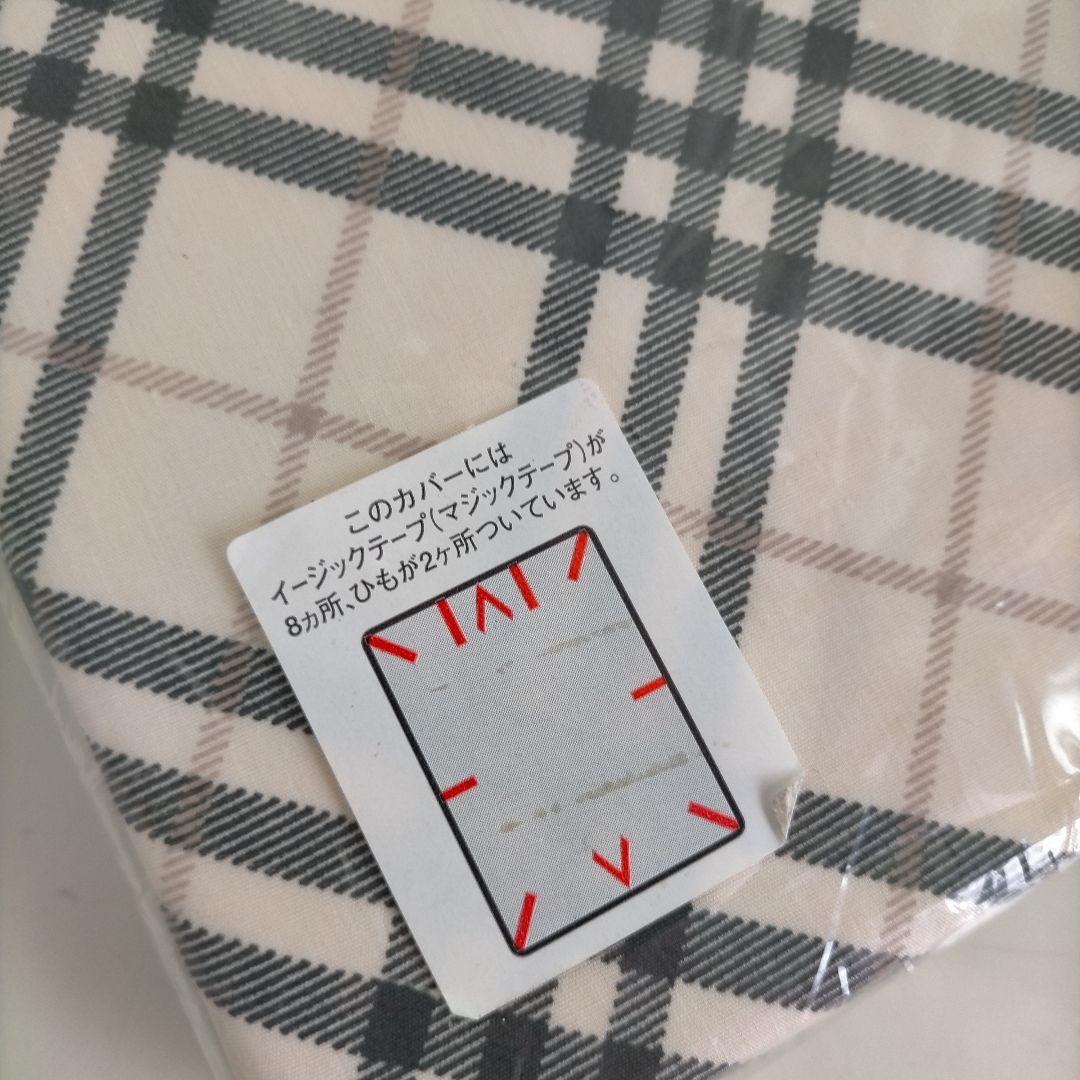 このカバーには
イージックテープ(マジックテープ)が
8ヵ所、ひもが2ヶ所ついています。